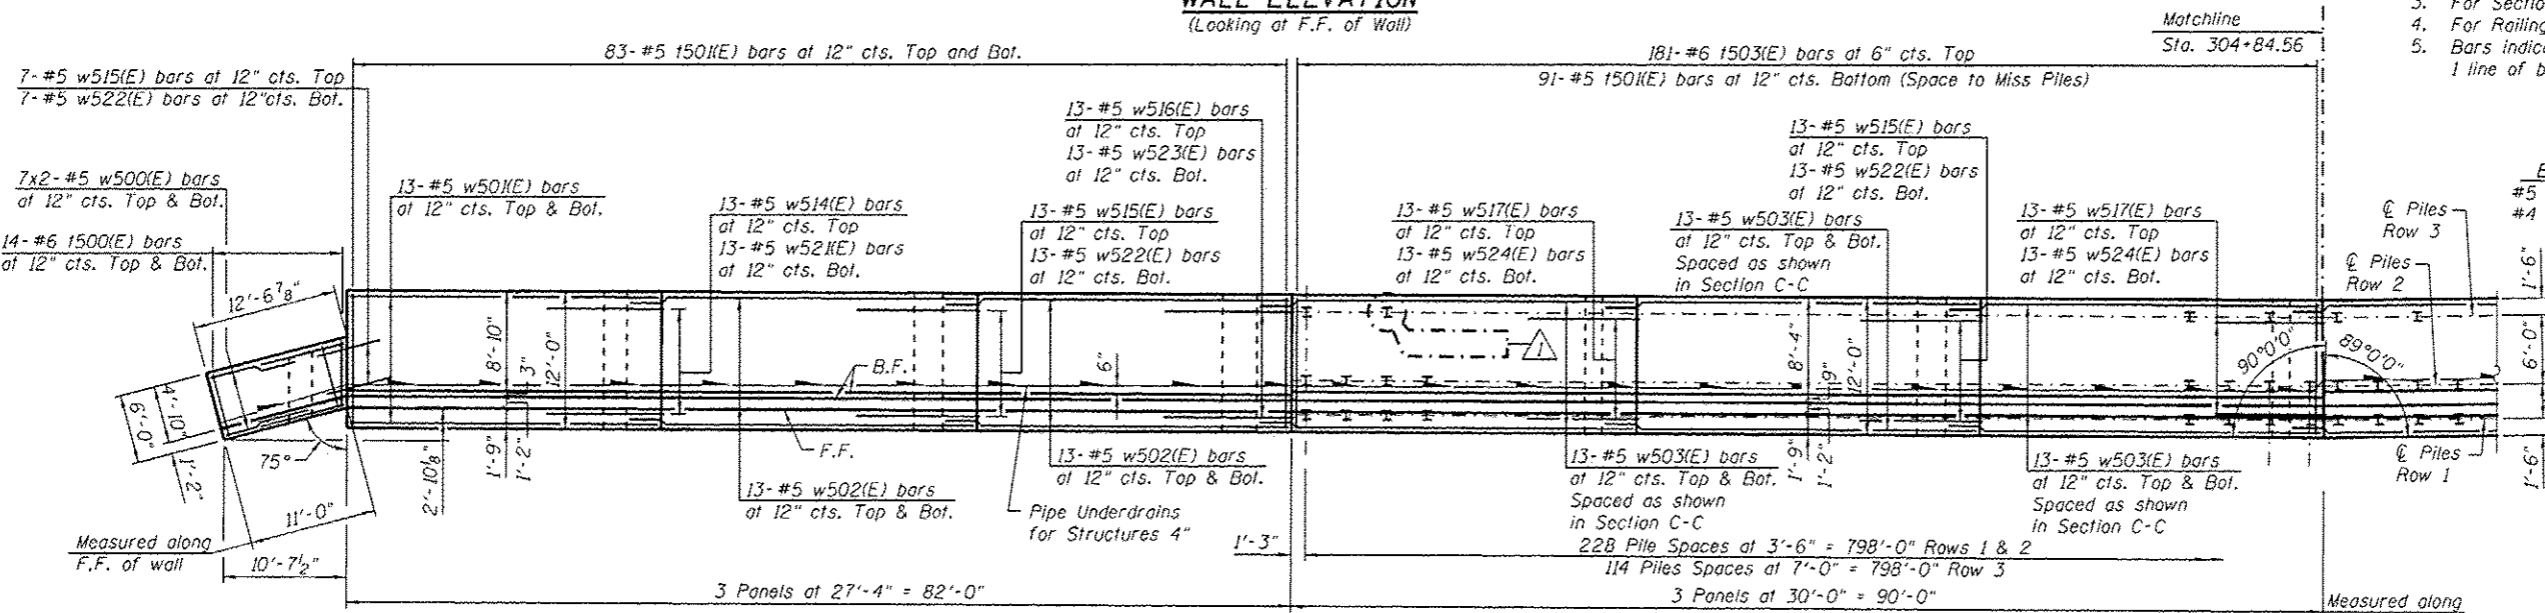 WALL ELEVATION
(Looking at F.F. of Wall)
Matchline
Sta. 304+84.56
3. For Section
4. For Railing
5. Bars indic
1 line of b
83-#5 t501(E) bars at 12" cts. Top and Bot.
181-#6 t503(E) bars at 6" cts. Top
91-#5 t501(E) bars at 12" cts. Bottom (Space to Miss Piles)
7-#5 w515(E) bars at 12" cts. Top
7-#5 w522(E) bars at 12"cts. Bot.
13-#5 w516(E) bars
at 12" cts. Top
13-#5 w523(E) bars
at 12" cts. Bot.
13-#5 w515(E) bars
at 12" cts. Top
13-#5 w522(E) bars
at 12" cts. Bot.
7x2-#5 w500(E) bars
at 12" cts. Top & Bot.
13-#5 w501(E) bars
at 12" cts. Top & Bot.
13-#5 w514(E) bars
at 12" cts. Top
13-#5 w521(E) bars
at 12" cts. Bot.
13-#5 w515(E) bars
at 12" cts. Top
13-#5 w522(E) bars
at 12" cts. Bot.
13-#5 w517(E) bars
at 12" cts. Top
13-#5 w524(E) bars
at 12" cts. Bot.
13-#5 w503(E) bars
at 12" cts. Top & Bot.
Spaced as shown
in Section C-C
13-#5 w517(E) bars
at 12" cts. Top
13-#5 w524(E) bars
at 12" cts. Bot.
℄ Piles
Row 3
℄ Piles
Row 2
#5
#4
14-#6 t500(E) bars
at 12" cts. Top & Bot.
12'-6⅞"
8'-10"
3"
12'-0"
B.F.
6"
1
8'-4"
9"
12'-0"
90°0'0"
89°0'0"
1'-6"
6'-0"
1'-6"
6'-0"
4'-10"
1'-2"
75°
11'-0"
2'-10⅛"
1'-9"
1'-2"
F.F.
13-#5 w502(E) bars
at 12" cts. Top & Bot.
13-#5 w502(E) bars
at 12" cts. Top & Bot.
Pipe Underdrains
for Structures 4"
13-#5 w503(E) bars
at 12" cts. Top & Bot.
Spaced as shown
in Section C-C
1'-9"
1'-2"
13-#5 w503(E) bars
at 12" cts. Top & Bot.
Spaced as shown
in Section C-C
℄ Piles
Row 1
Measured along
F.F. of wall
10'-7½"
1'-3"
228 Pile Spaces at 3'-6" = 798'-0" Rows 1 & 2
114 Piles Spaces at 7'-0" = 798'-0" Row 3
3 Panels at 27'-4" = 82'-0"
3 Panels at 30'-0" = 90'-0"
Measured along